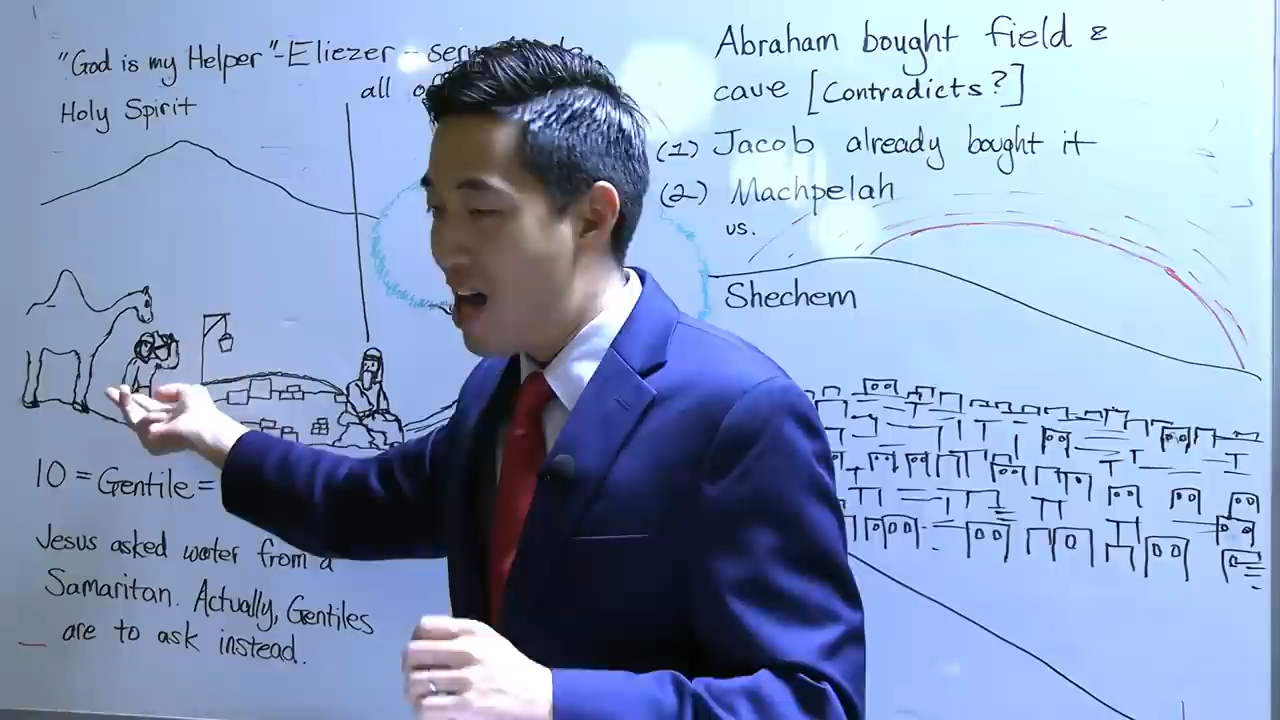 "God is my Helper"-Eliezer -
all
Holy Spirit
Abraham bought field &
cave [Contradicts?]
(1) Jacob already bought it
(2) Machpelah
vs.
Shechem
10 = Gentile =
Jesus asked water from a
Samaritan. Actually, Gentiles
are to ask instead.